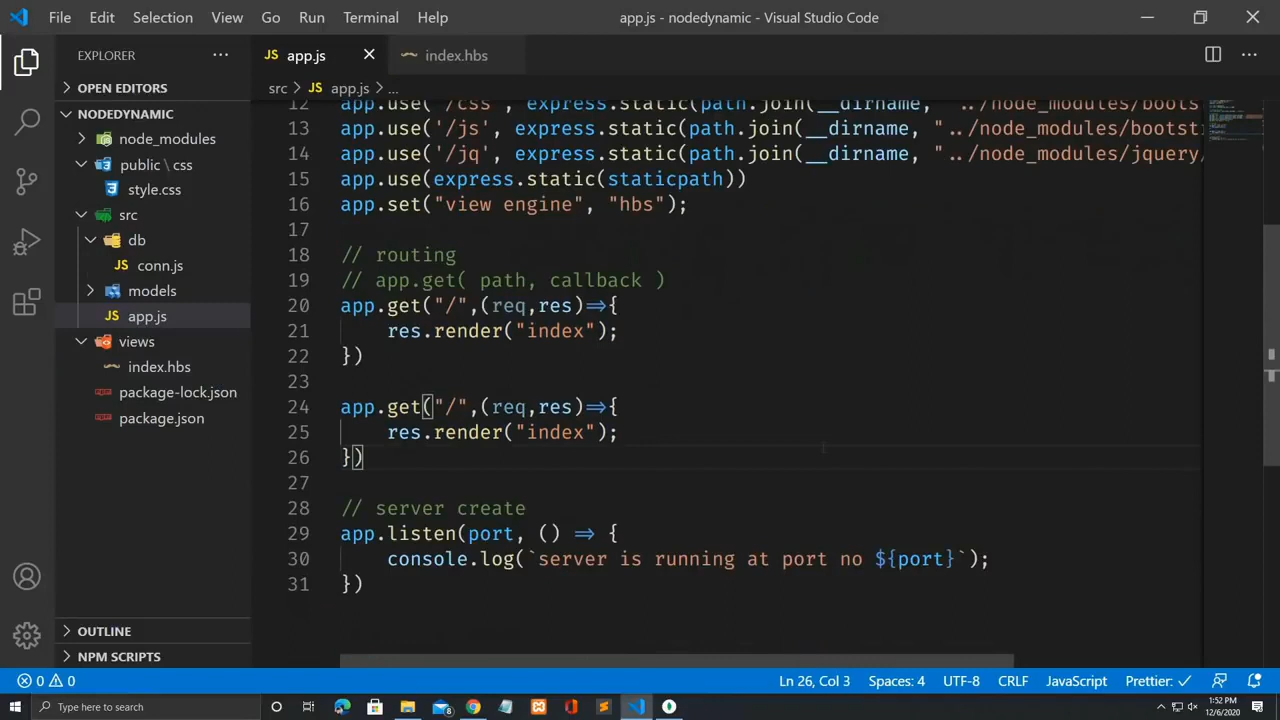 File Edit Selection View Go Run Terminal Help app.js - nodedynamic - Visual Studio Code
EXPLORER ... JS app.js index.hbs ...
OPEN EDITORS src > JS app.js > ...
NODEDYNAMIC
node_modules
public \ css
style.css
src
db
JS conn.js
models
JS app.js
views
index.hbs
package-lock.json
package.json
OUTLINE
NPM SCRIPTS
12 app.use('/css', express.static(path.join(__dirname, "../node_modules/boots
13 app.use('/js', express.static(path.join(__dirname, "../node_modules/bootst
14 app.use('/jq', express.static(path.join(__dirname, "../node_modules/jquery/
15 app.use(express.static(staticpath))
16 app.set("view engine", "hbs");
17
18 // routing
19 // app.get( path, callback )
20 app.get("/",(req,res)=>{
21 res.render("index");
22 })
23
24 app.get("/",(req,res)=>{
25 res.render("index");
26 })
27
28 // server create
29 app.listen(port, () => {
30 console.log(`server is running at port no ${port}`);
31 })
0 0 Ln 26, Col 3 Spaces: 4 UTF-8 CRLF JavaScript Prettier: ✓
Type here to search 8 1:52 PM
12/6/2020